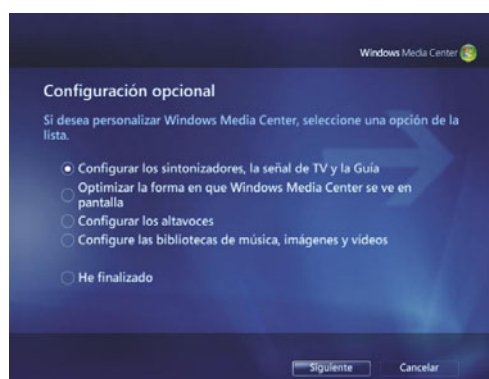 Windows Media Center
Configuración opcional
Si desea personalizar Windows Media Center, seleccione una opción de la
lista.
Configurar los sintonizadores, la señal de TV y la Guía
Optimizar la forma en que Windows Media Center se ve en
pantalla
Configurar los altavoces
Configure las bibliotecas de música, imágenes y vídeos
He finalizado
Siguiente Cancelar